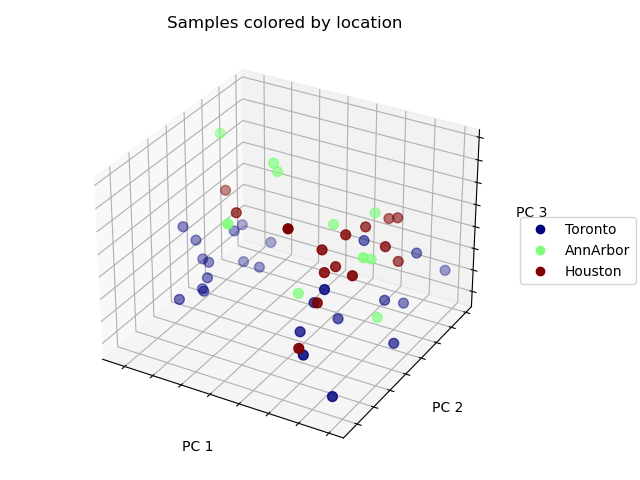 Samples colored by location
PC 3
Toronto
AnnArbor
Houston
PC 2
PC 1